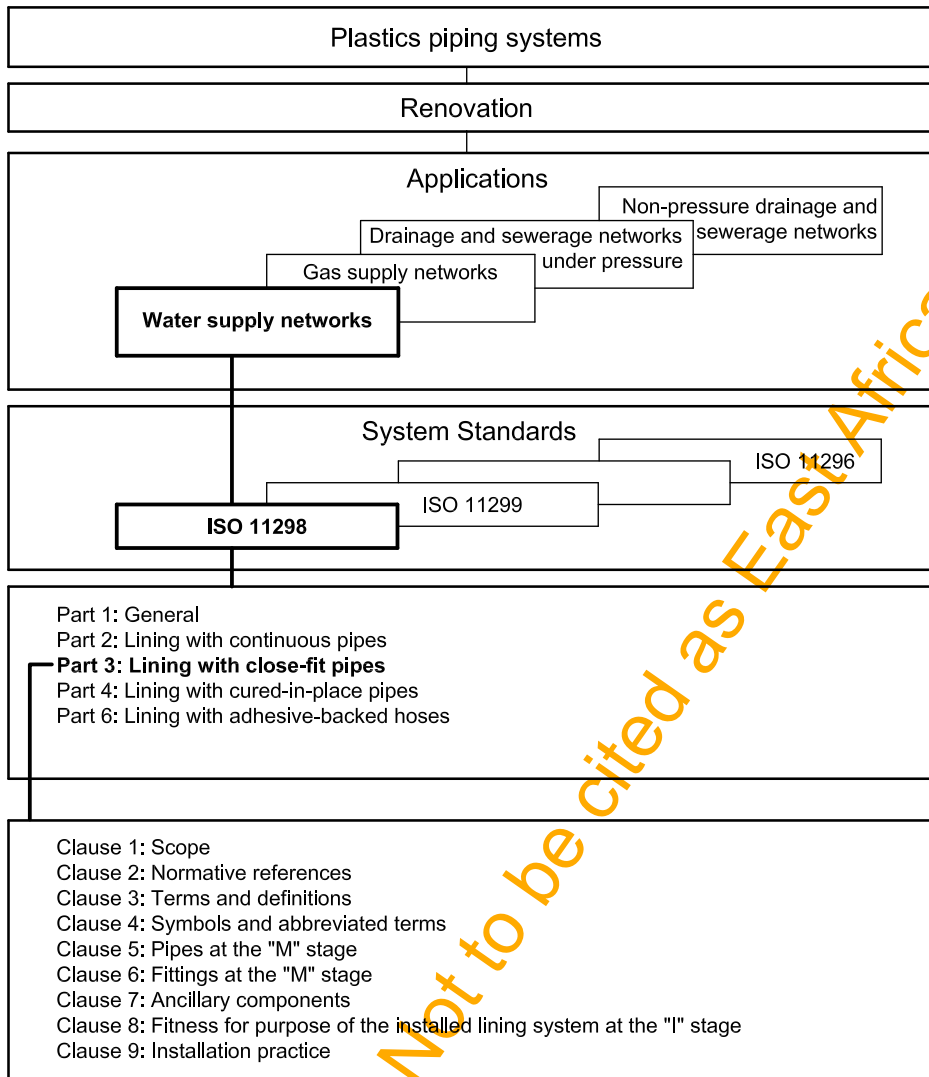 Plastics piping systems
Renovation
Applications
Non-pressure drainage and
sewerage networks
Drainage and sewerage networks
under pressure
Gas supply networks
Water supply networks
System Standards
ISO 11296
ISO 11299
ISO 11298
Part 1: General
Part 2: Lining with continuous pipes
Part 3: Lining with close-fit pipes
Part 4: Lining with cured-in-place pipes
Part 6: Lining with adhesive-backed hoses
Clause 1: Scope
Clause 2: Normative references
Clause 3: Terms and definitions
Clause 4: Symbols and abbreviated terms
Clause 5: Pipes at the "M" stage
Clause 6: Fittings at the "M" stage
Clause 7: Ancillary components
Clause 8: Fitness for purpose of the installed lining system at the "I" stage
Clause 9: Installation practice
Not to be cited as East Africa